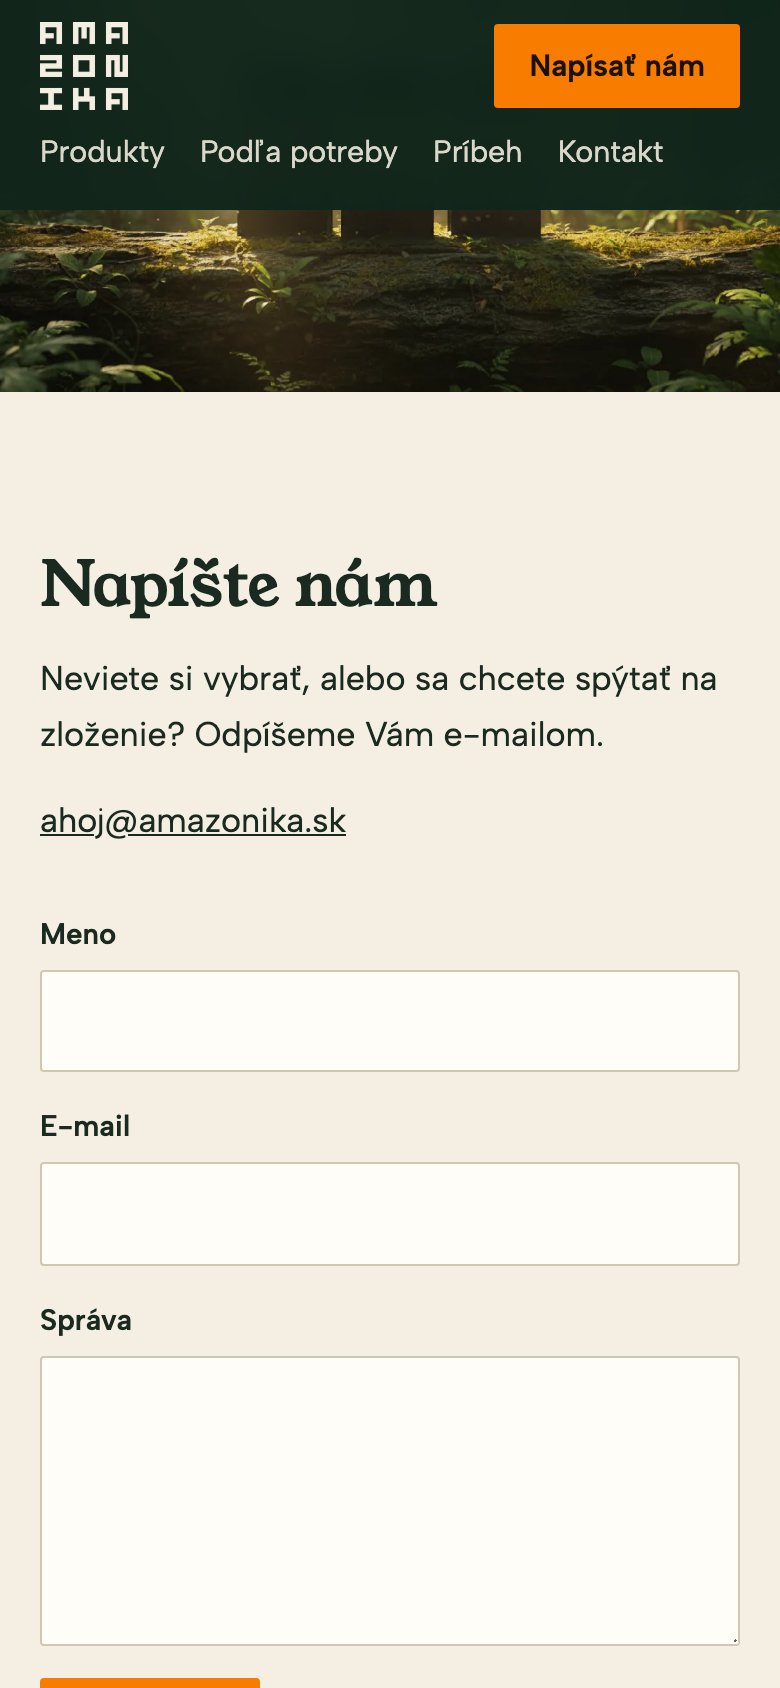 AMA
ZON
IKA
Napísať nám
Produkty Podľa potreby Príbeh Kontakt
Napíšte nám
Neviete si vybrať, alebo sa chcete spýtať na
zloženie? Odpíšeme Vám e-mailom.
ahoj@amazonika.sk
Meno
E-mail
Správa